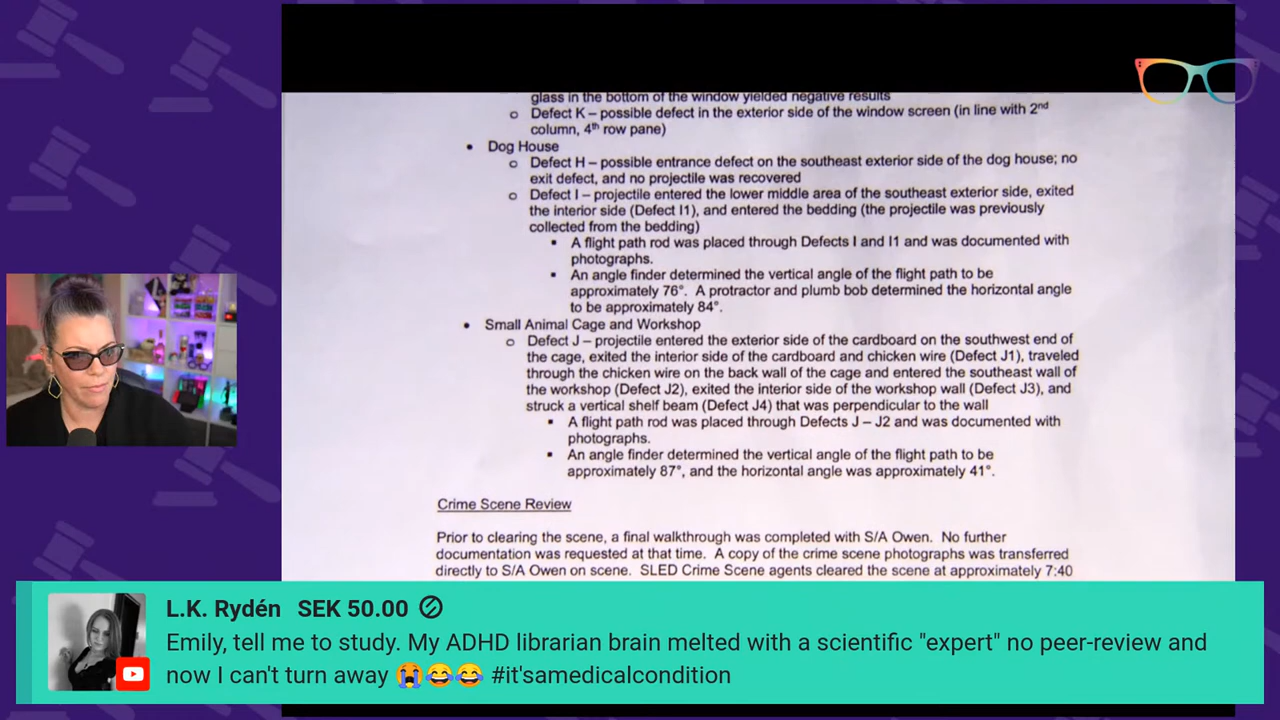 glass in the bottom of the window yielded negative results
o Defect K – possible defect in the exterior side of the window screen (in line with 2nd
column, 4th row pane)
• Dog House
o Defect H – possible entrance defect on the southeast exterior side of the dog house; no
exit defect, and no projectile was recovered
o Defect I – projectile entered the lower middle area of the southeast exterior side, exited
the interior side (Defect I1), and entered the bedding (the projectile was previously
collected from the bedding)
▪ A flight path rod was placed through Defects I and I1 and was documented with
photographs.
▪ An angle finder determined the vertical angle of the flight path to be
approximately 76°. A protractor and plumb bob determined the horizontal angle
to be approximately 84°.
• Small Animal Cage and Workshop
o Defect J – projectile entered the exterior side of the cardboard on the southwest end of
the cage, exited the interior side of the cardboard and chicken wire (Defect J1), traveled
through the chicken wire on the back wall of the cage and entered the southeast wall of
the workshop (Defect J2), exited the interior side of the workshop wall (Defect J3), and
struck a vertical shelf beam (Defect J4) that was perpendicular to the wall
▪ A flight path rod was placed through Defects J – J2 and was documented with
photographs.
▪ An angle finder determined the vertical angle of the flight path to be
approximately 87°, and the horizontal angle was approximately 41°.
Crime Scene Review
Prior to clearing the scene, a final walkthrough was completed with S/A Owen. No further
documentation was requested at that time. A copy of the crime scene photographs was transferred
directly to S/A Owen on scene. SLED Crime Scene agents cleared the scene at approximately 7:40
L.K. Rydén SEK 50.00
Emily, tell me to study. My ADHD librarian brain melted with a scientific "expert" no peer-review and
now I can't turn away 😭😂😂 #it'samedicalcondition